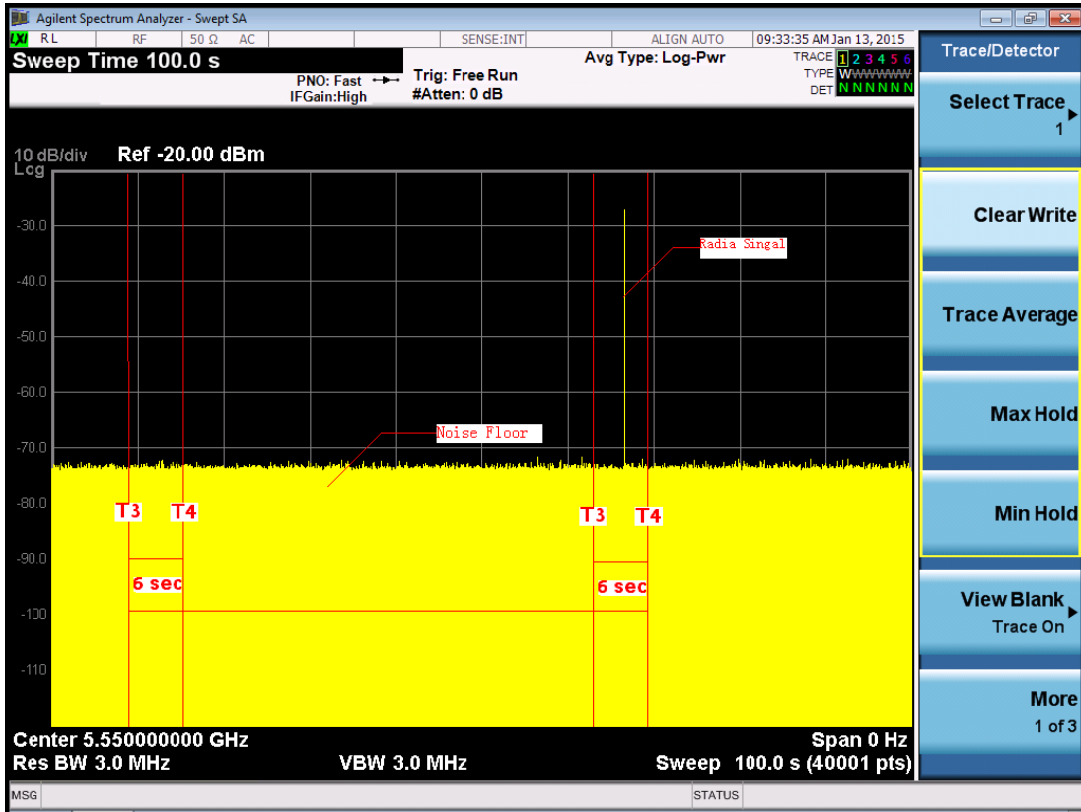 Agilent Spectrum Analyzer - Swept SA
LXI RL RF 50 Ω AC SENSE:INT ALIGN AUTO 09:33:35 AM Jan 13, 2015
Sweep Time 100.0 s
PNO: Fast
IFGain:High
Trig: Free Run
#Atten: 0 dB
Avg Type: Log-Pwr
TRACE 1 2 3 4 5 6
TYPE WWWWWW
DET N N N N N N
10 dB/div Ref -20.00 dBm
Log
-30.0
-40.0
-50.0
-60.0
-70.0
-80.0
-90.0
-100
-110
Radia Singal
Noise Floor
T3 T4 T3 T4
6 sec 6 sec
Center 5.550000000 GHz Span 0 Hz
Res BW 3.0 MHz VBW 3.0 MHz Sweep 100.0 s (40001 pts)
MSG STATUS
Trace/Detector
Select Trace
1
Clear Write
Trace Average
Max Hold
Min Hold
View Blank
Trace On
More
1 of 3